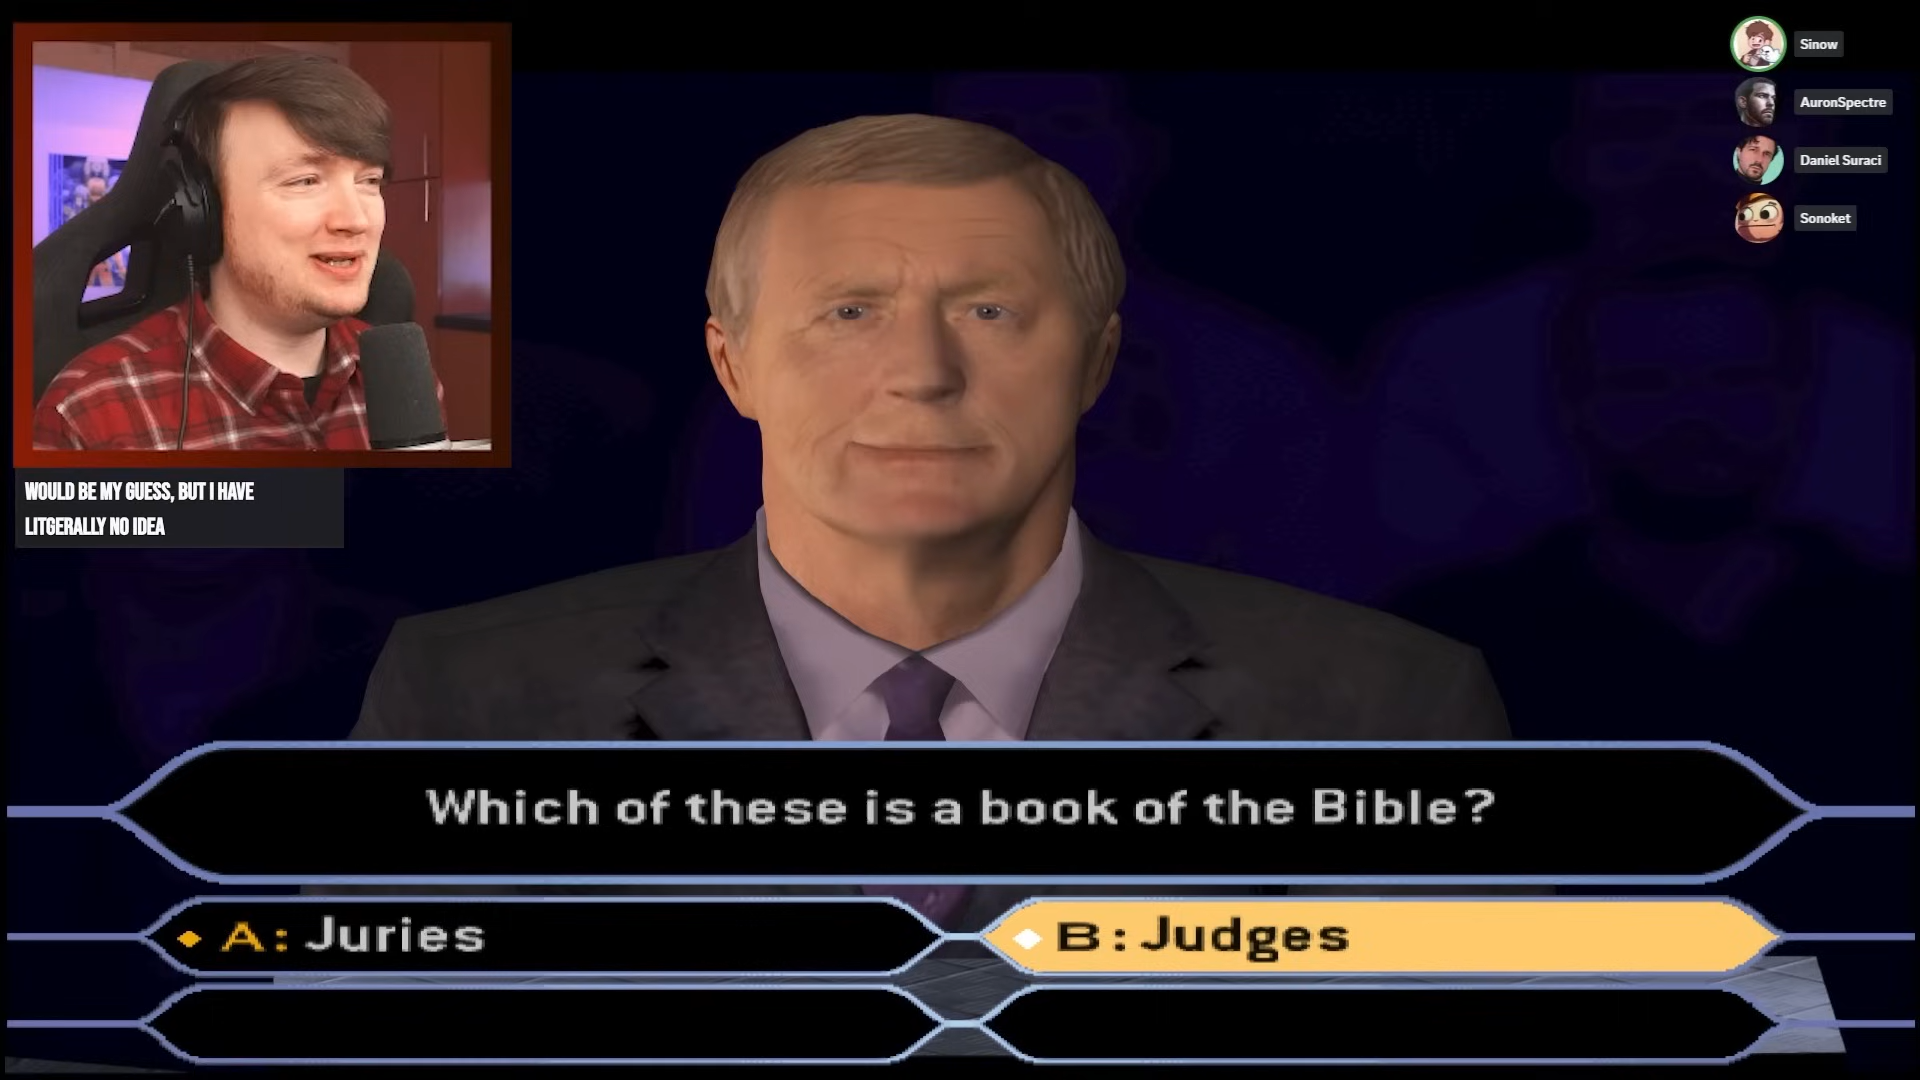 Sinow
AuronSpectre
Daniel Suraci
Sonoket
WOULD BE MY GUESS, BUT I HAVE
LITGERALLY NO IDEA
Which of these is a book of the Bible?
A: Juries
B: Judges